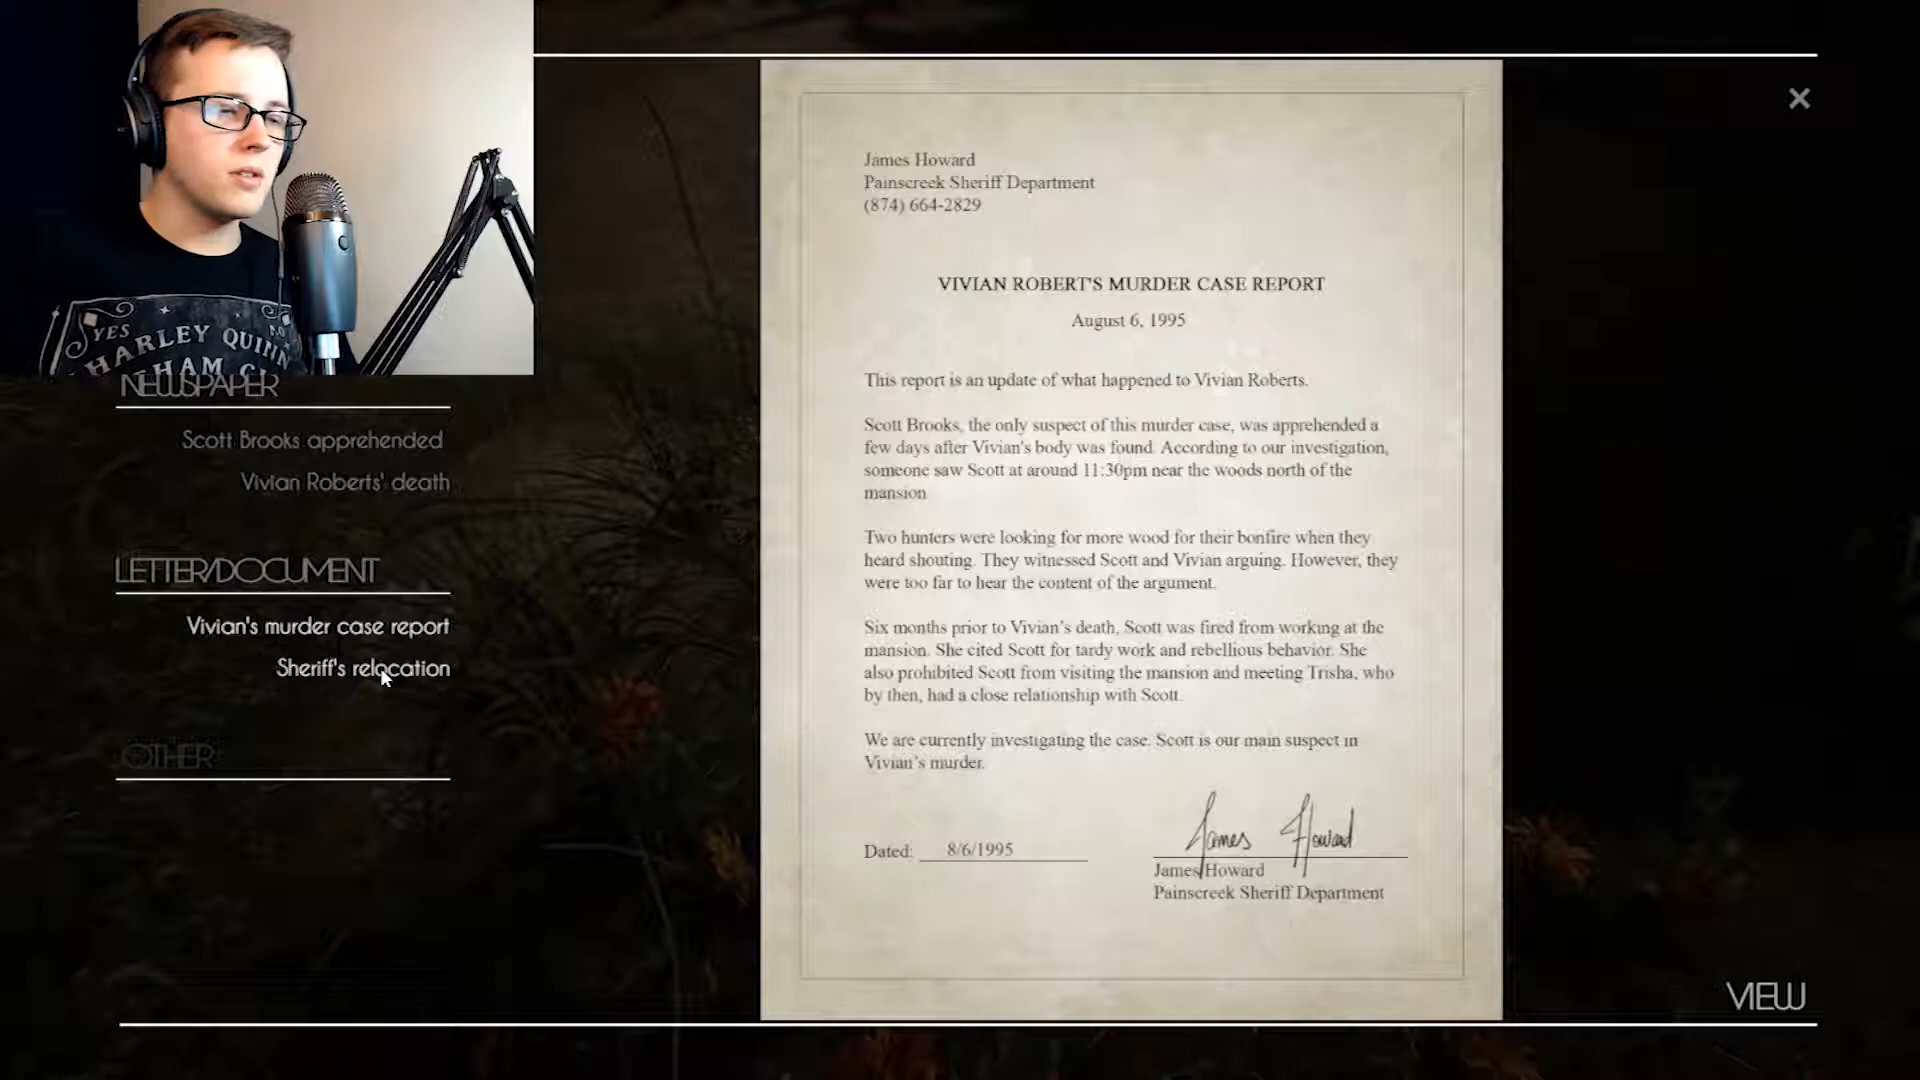 YES
NO
HARLEY QUINN
NEWSPAPER
Scott Brooks apprehended
Vivian Roberts' death
LETTER/DOCUMENT
Vivian's murder case report
Sheriff's relocation
OTHER
James Howard
Painscreek Sheriff Department
(874) 664-2829
VIVIAN ROBERT'S MURDER CASE REPORT
August 6, 1995
This report is an update of what happened to Vivian Roberts.
Scott Brooks, the only suspect of this murder case, was apprehended a
few days after Vivian's body was found. According to our investigation,
someone saw Scott at around 11:30pm near the woods north of the
mansion
Two hunters were looking for more wood for their bonfire when they
heard shouting. They witnessed Scott and Vivian arguing. However, they
were too far to hear the content of the argument.
Six months prior to Vivian's death, Scott was fired from working at the
mansion. She cited Scott for tardy work and rebellious behavior. She
also prohibited Scott from visiting the mansion and meeting Trisha, who
by then, had a close relationship with Scott.
We are currently investigating the case. Scott is our main suspect in
Vivian's murder.
James Howard
Dated: 8/6/1995
James Howard
Painscreek Sheriff Department
VIEW